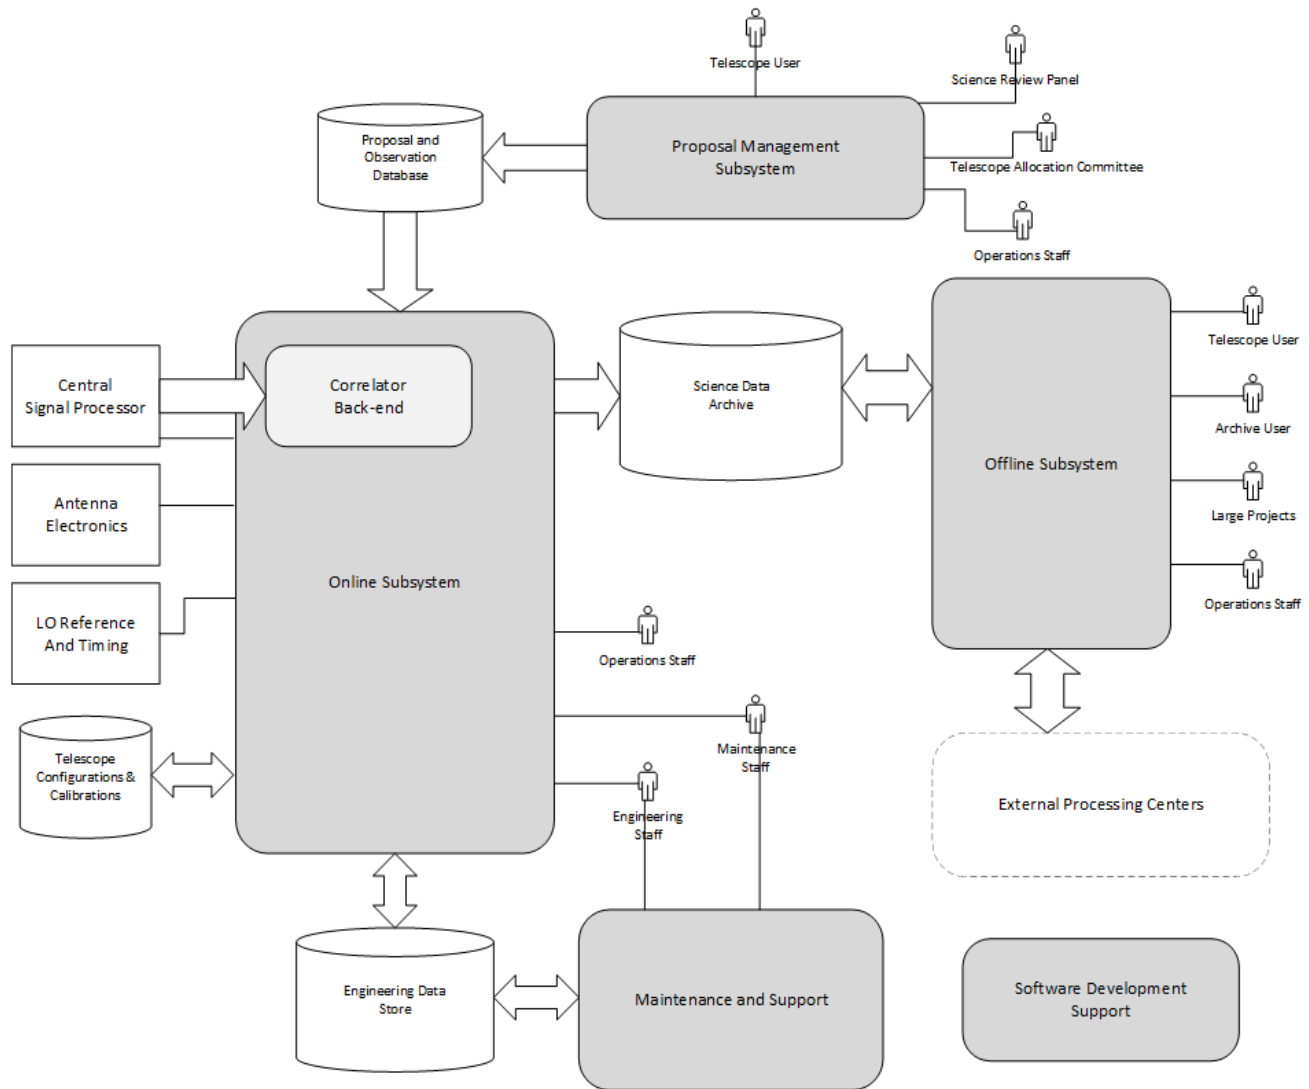 Telescope User
Science Review Panel
Proposal and
Observation
Database
Proposal Management
Subsystem
Telescope Allocation Committee
Operations Staff
Central
Signal Processor
Correlator
Back-end
Science Data
Archive
Offline Subsystem
Telescope User
Archive User
Large Projects
Operations Staff
Antenna
Electronics
Online Subsystem
LO Reference
And Timing
Operations Staff
Telescope
Configurations &
Calibrations
Maintenance
Staff
Engineering
Staff
External Processing Centers
Engineering Data
Store
Maintenance and Support
Software Development
Support